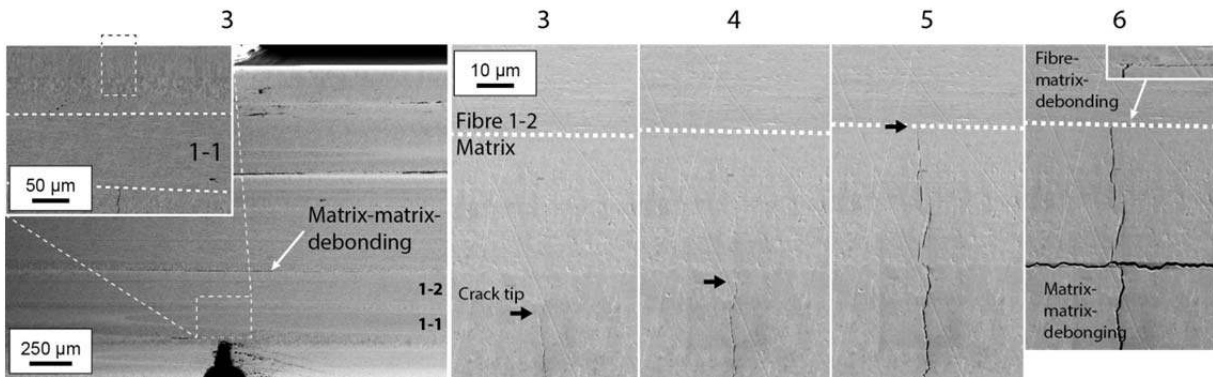 3
3
4
5
6
1-1
50 µm
Matrix-matrix-
debonding
1-2
1-1
250 µm
10 µm
Fibre 1-2
Matrix
Crack tip
Fibre-
matrix-
debonding
Matrix-
matrix-
debonging